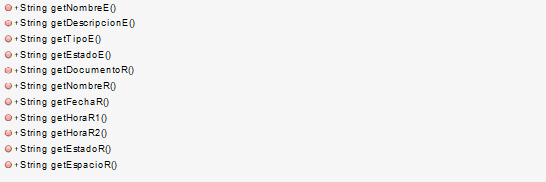 +String getNombreE()
+String getDescripcionE()
+String getTipoE()
+String getEstadoE()
+String getDocumentoR()
+String getNombreR()
+String getFechaR()
+String getHoraR1()
+String getHoraR2()
+String getEstadoR()
+String getEspacioR()